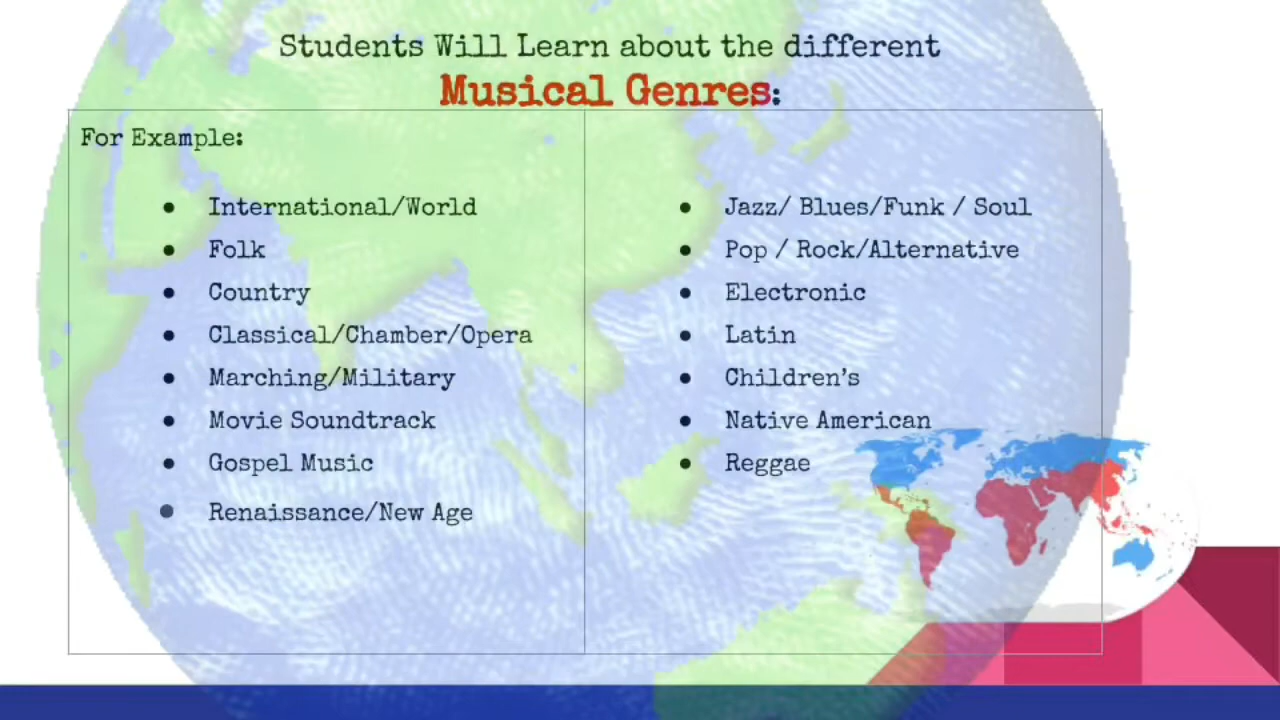 Students Will Learn about the different
Musical Genres:
For Example:
International/World
Folk
Country
Classical/Chamber/Opera
Marching/Military
Movie Soundtrack
Gospel Music
Renaissance/New Age
Jazz/ Blues/Funk / Soul
Pop / Rock/Alternative
Electronic
Latin
Children's
Native American
Reggae